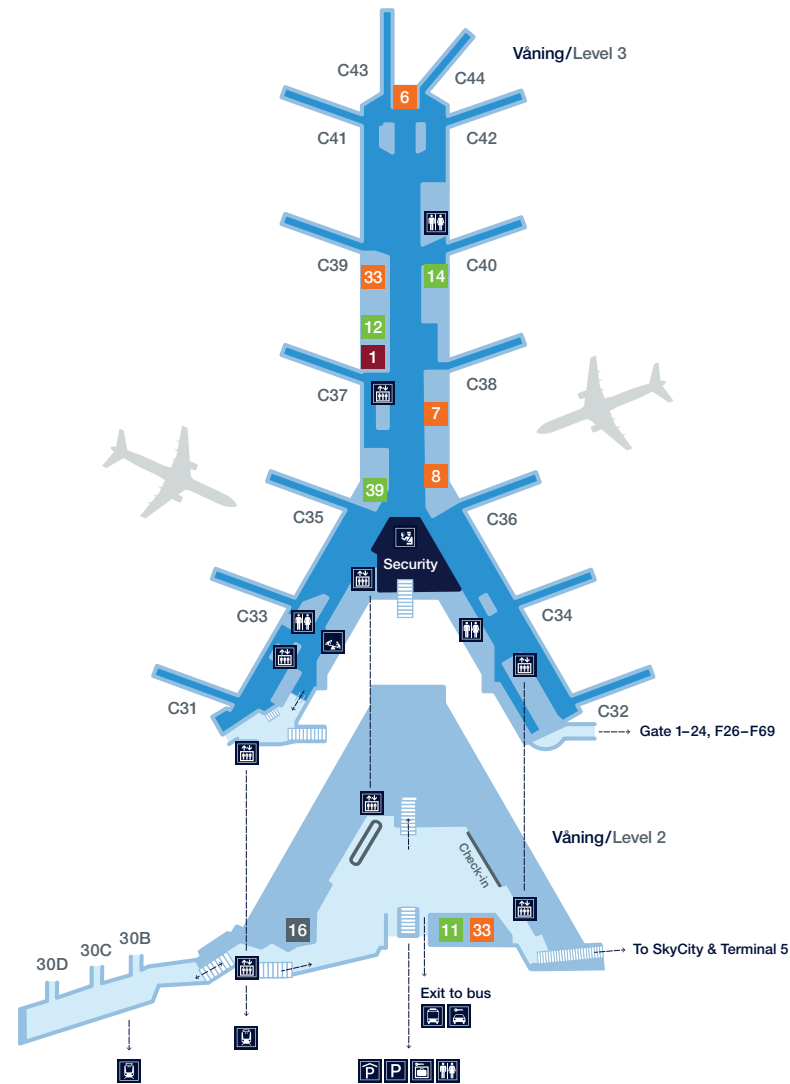 Våning/Level 3
C43
C44
6
C41
C42
C39
C40
33
14
12
1
C37
C38
7
8
39
C35
C36
Security
C33
C34
C31
C32
Gate 1–24, F26–F69
Våning/Level 2
Check-in
16
11
33
30B
30C
30D
To SkyCity & Terminal 5
Exit to bus
P
P